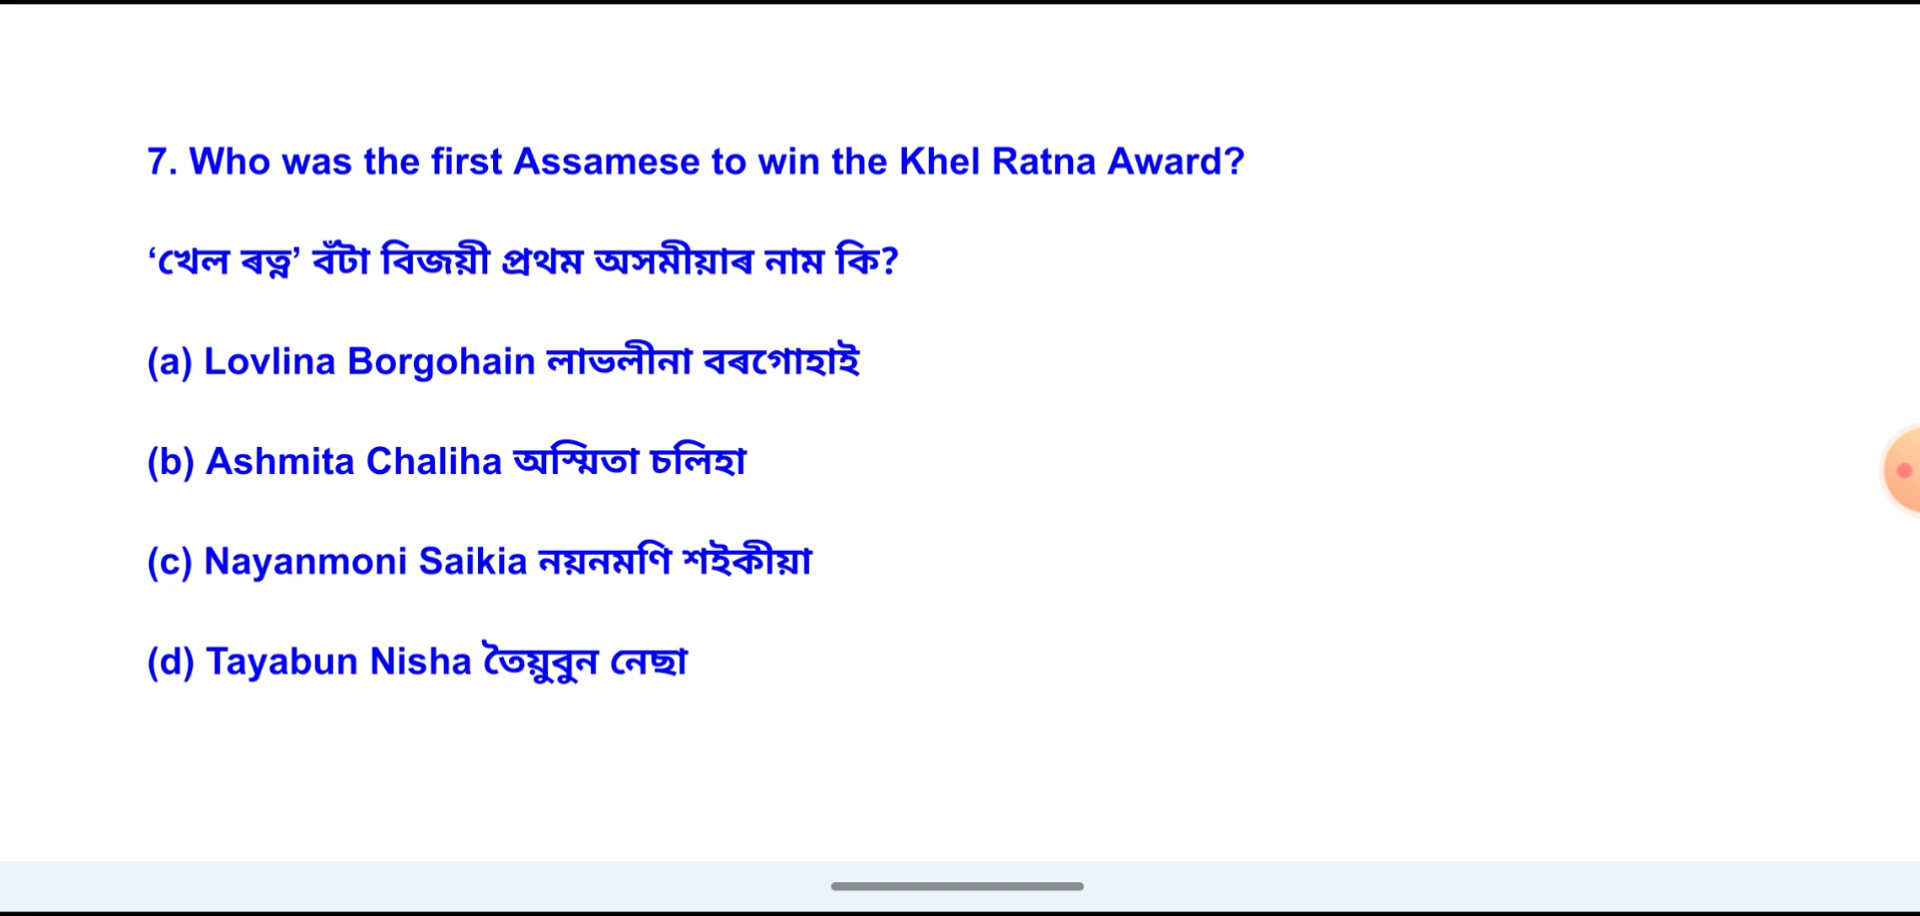 7. Who was the first Assamese to win the Khel Ratna Award?
‘খেল ৰত্ন’ বঁটা বিজয়ী প্ৰথম অসমীয়াৰ নাম কি?
(a) Lovlina Borgohain লাভলীনা বৰগোহাই
(b) Ashmita Chaliha অস্মিতা চলিহা
(c) Nayanmoni Saikia নয়নমণি শইকীয়া
(d) Tayabun Nisha তৈয়ুবুন নেছা